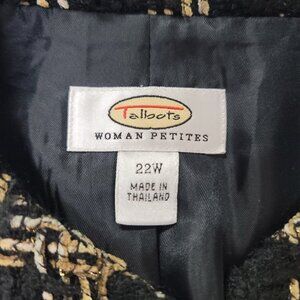 Talbots
WOMAN PETITES
22W
MADE IN
THAILAND